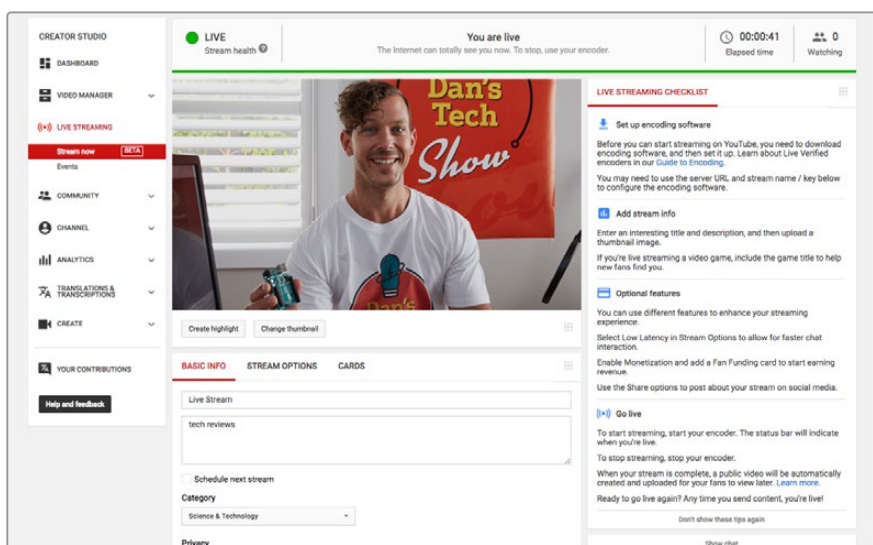 CREATOR STUDIO
DASHBOARD
VIDEO MANAGER
LIVE STREAMING
Stream now BETA
Events
COMMUNITY
CHANNEL
ANALYTICS
TRANSLATIONS &
TRANSCRIPTIONS
CREATE
YOUR CONTRIBUTIONS
Help and feedback
LIVE
Stream health ?
You are live
The Internet can totally see you now. To stop, use your encoder.
00:00:41
Elapsed time
0
Watching
Dan's
Tech
Show
Dan's
Create highlight
Change thumbnail
BASIC INFO STREAM OPTIONS CARDS
Live Stream
tech reviews
Schedule next stream
Category
Science & Technology
Privacy
LIVE STREAMING CHECKLIST
Set up encoding software
Before you can start streaming on YouTube, you need to download
encoding software, and then set it up. Learn about Live Verified
encoders in our Guide to Encoding.
You may need to use the server URL and stream name / key below
to configure the encoding software.
Add stream info
Enter an interesting title and description, and then upload a
thumbnail image.
If you're live streaming a video game, include the game title to help
new fans find you.
Optional features
You can use different features to enhance your streaming
experience.
Select Low Latency in Stream Options to allow for faster chat
interaction.
Enable Monetization and add a Fan Funding card to start earning
revenue.
Use the Share options to post about your stream on social media.
Go live
To start streaming, start your encoder. The status bar will indicate
when you're live.
To stop streaming, stop your encoder.
When your stream is complete, a public video will be automatically
created and uploaded for your fans to view later. Learn more.
Ready to go live again? Any time you send content, you're live!
Don't show these tips again
Show chat